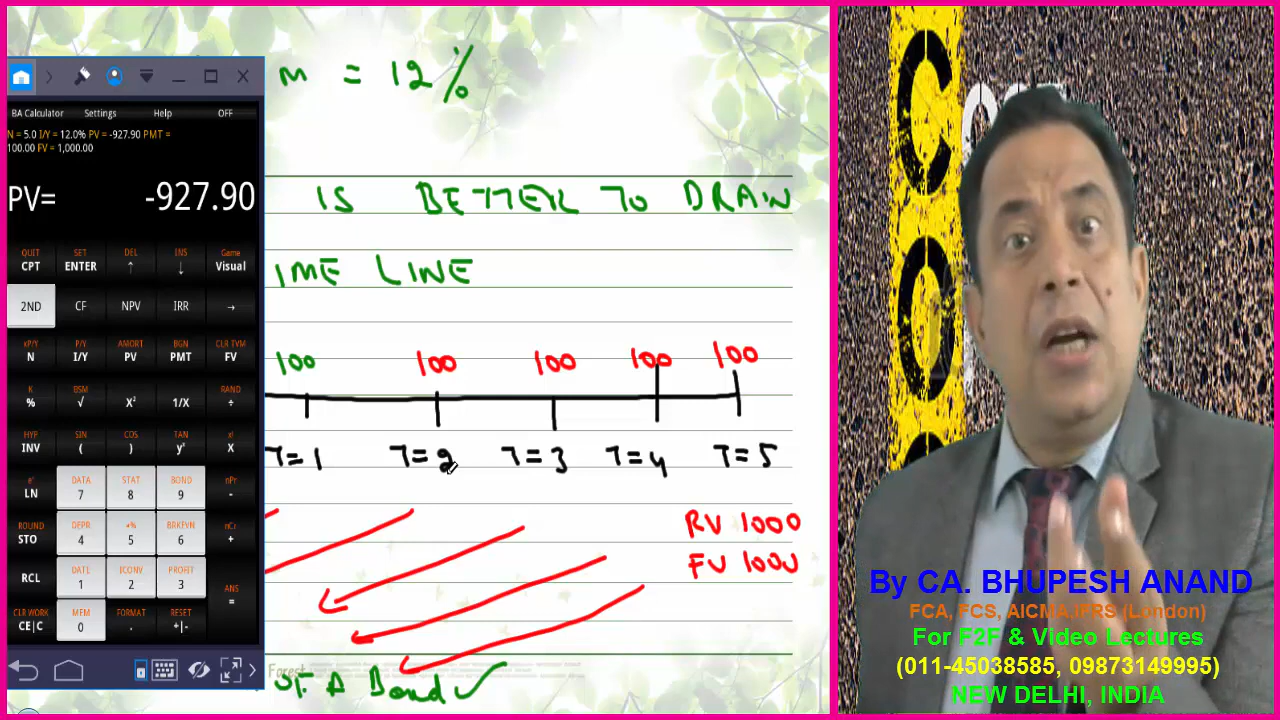 m = 12%
BA Calculator Settings Help OFF
N = 5.0 I/Y = 12.0% PV = -927.90 PMT =
100.00 FV = 1,000.00
PV= -927.90
IS BETTER TO DRAW
IME LINE
QUIT SET DEL INS Game
CPT ENTER ↑ ↓ Visual
2ND CF NPV IRR →
xP/Y P/Y AMORT BGN CLR TVM
N I/Y PV PMT FV
K BSM RAND
% √ X² 1/X ÷
HYP SIN COS TAN x!
INV ( ) yˣ X
eˣ DATA STAT BOND nPr
LN 7 8 9 -
ROUND DEPR Δ% BRKEVN nCr
STO 4 5 6 +
DATE ICONV PROFIT ANS
RCL 1 2 3 =
CLR WORK MEM FORMAT RESET
CE|C 0 . +|-
100 100 100 100 100
T=1 T=2 T=3 T=4 T=5
RV 1000
FV 1000
Forest
OF A Bond ✓
By CA. BHUPESH ANAND
FCA, FCS, AICMA.IFRS (London)
For F2F & Video Lectures
(011-45038585, 09873149995)
NEW DELHI, INDIA